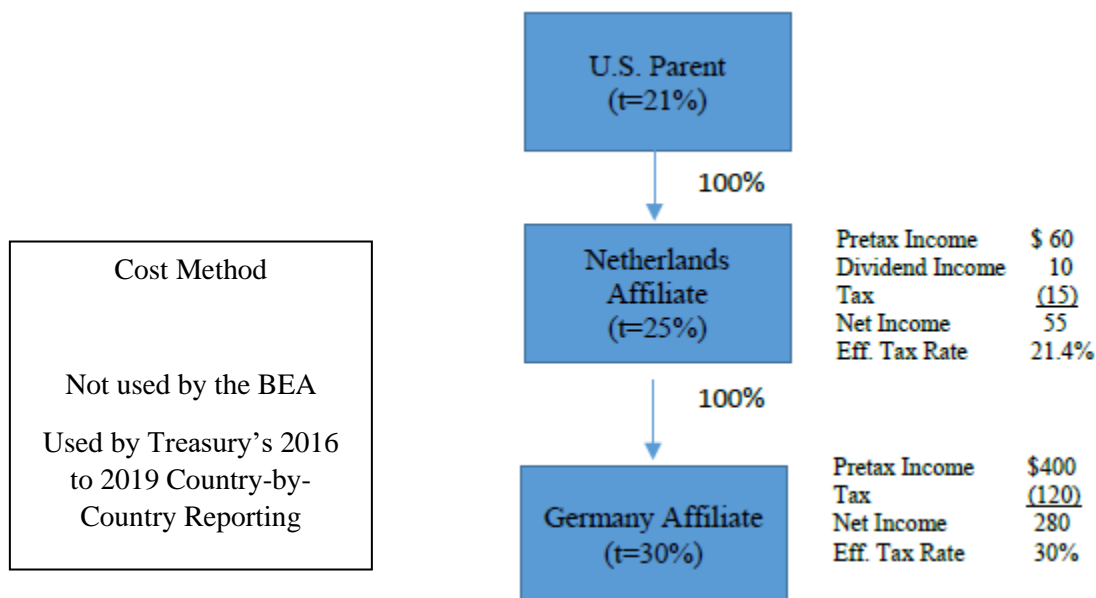 U.S. Parent
(t=21%)
100%
Cost Method
Not used by the BEA
Used by Treasury’s 2016
to 2019 Country-by-
Country Reporting
Netherlands
Affiliate
(t=25%)
Pretax Income $ 60
Dividend Income 10
Tax (15)
Net Income 55
Eff. Tax Rate 21.4%
100%
Germany Affiliate
(t=30%)
Pretax Income $400
Tax (120)
Net Income 280
Eff. Tax Rate 30%